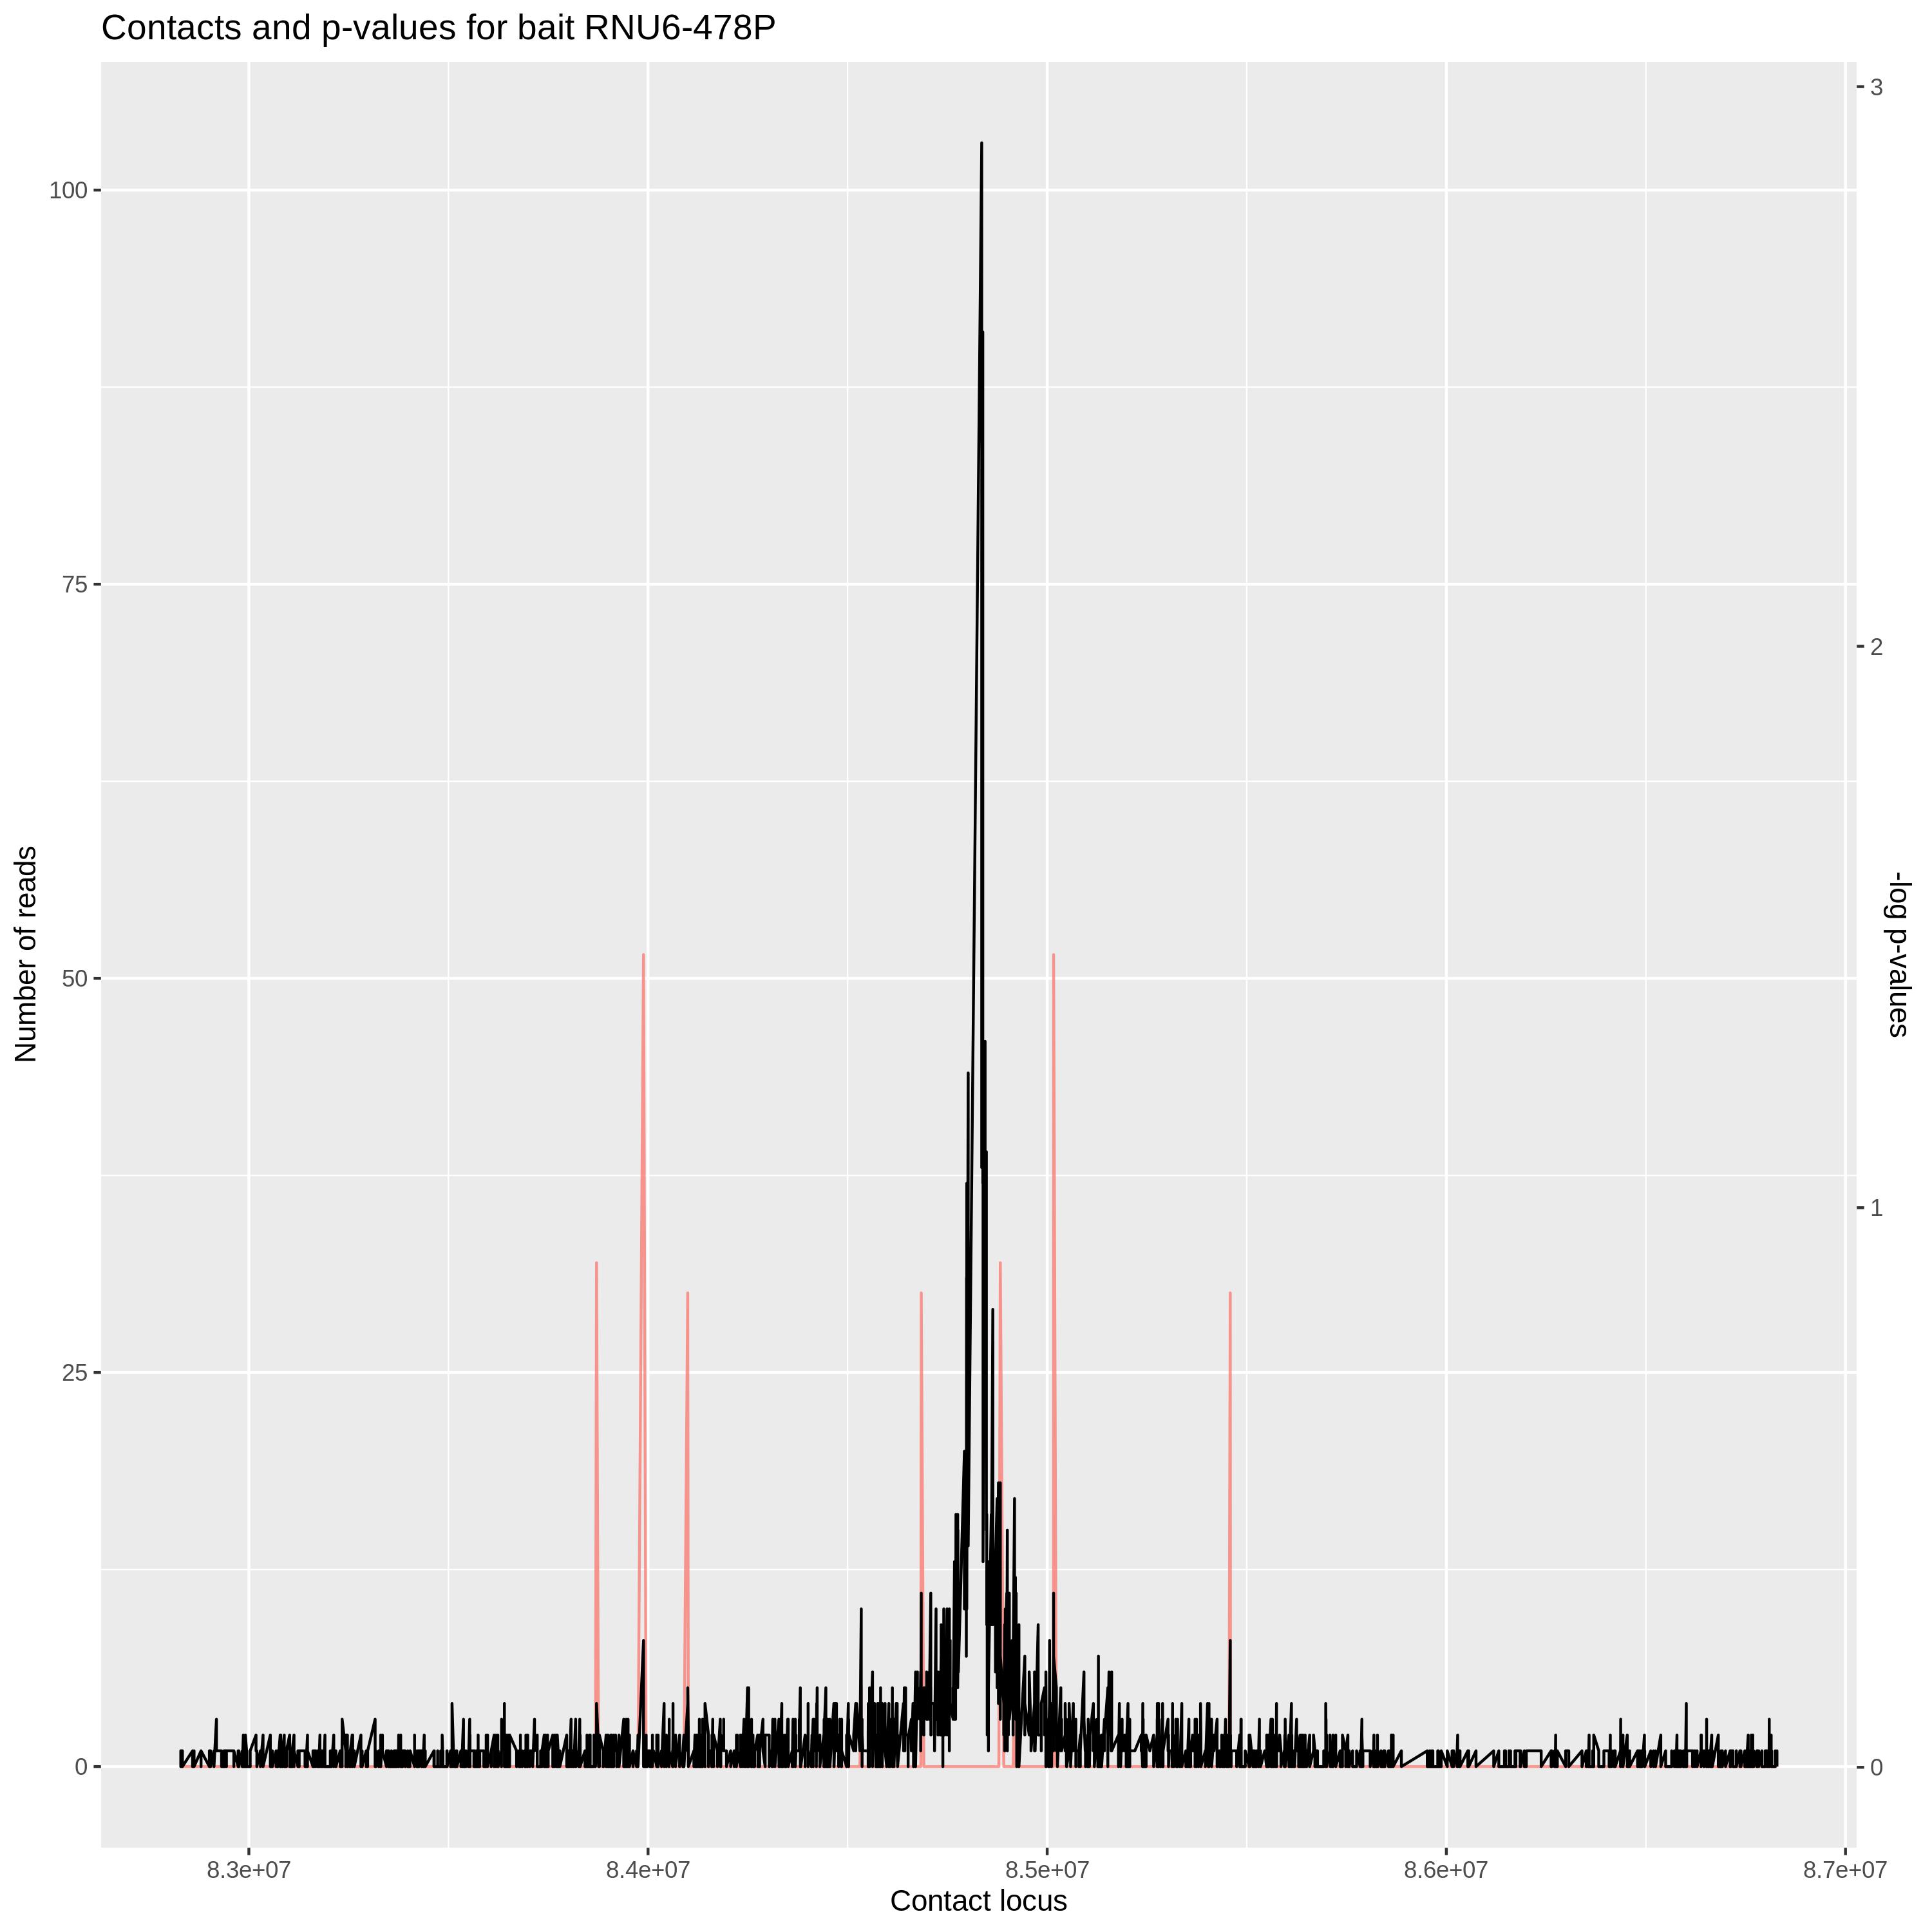 Contacts and p-values for bait RNU6-478P
100
75
50
25
0
3
2
1
0
Number of reads
-log p-values
8.3e+07
8.4e+07
8.5e+07
8.6e+07
8.7e+07
Contact locus